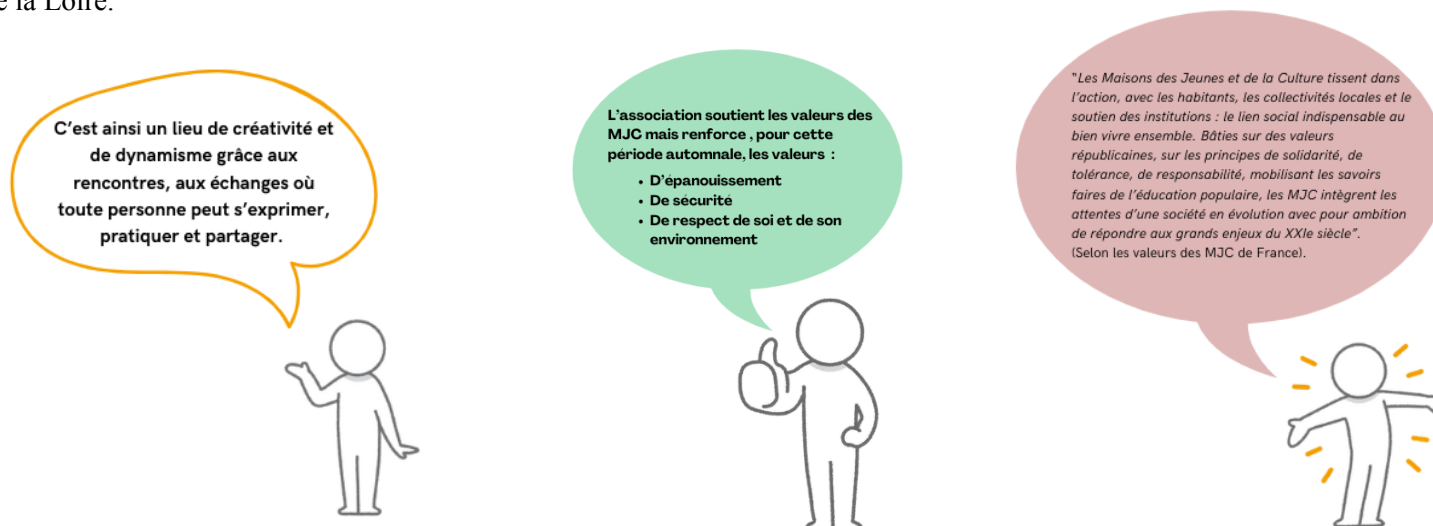 e la Loire.
C'est ainsi un lieu de créativité et
de dynamisme grâce aux
rencontres, aux échanges où
toute personne peut s'exprimer,
pratiquer et partager.
L'association soutient les valeurs des
MJC mais renforce , pour cette
période automnale, les valeurs :
• D'épanouissement
• De sécurité
• De respect de soi et de son
environnement
"Les Maisons des Jeunes et de la Culture tissent dans
l'action, avec les habitants, les collectivités locales et le
soutien des institutions : le lien social indispensable au
bien vivre ensemble. Bâties sur des valeurs
républicaines, sur les principes de solidarité, de
tolérance, de responsabilité, mobilisant les savoirs
faires de l'éducation populaire, les MJC intègrent les
attentes d'une société en évolution avec pour ambition
de répondre aux grands enjeux du XXIe siècle".
(Selon les valeurs des MJC de France).